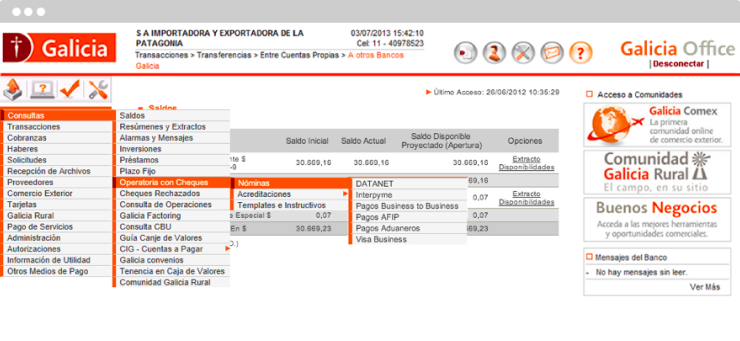 Galicia
S A IMPORTADORA Y EXPORTADORA DE LA
PATAGONIA
03/07/2013 15:42:10
Cel: 11 - 40978523
Transacciones > Transferencias > Entre Cuentas Propias > A otros Bancos
Galicia
Galicia Office
|Desconectar|
Último Acceso: 26/06/2012 10:35:29
Saldos
Saldo Inicial
Saldo Actual
Saldo Disponible
Proyectado (Apertura)
Opciones
nte $
-9
30.669,16
30.669,16
30.669,16
Extracto
Disponibilidades
669,16
0,07
Extracto
Disponibilidades
e Especial $
0,07
0,07
En $
30.669,23
669,23
Consultas
Transacciones
Cobranzas
Haberes
Solicitudes
Recepción de Archivos
Proveedores
Comercio Exterior
Tarjetas
Galicia Rural
Pago de Servicios
Administración
Autorizaciones
Información de Utilidad
Otros Medios de Pago
Saldos
Resúmenes y Extractos
Alarmas y Mensajes
Inversiones
Préstamos
Plazo Fijo
Operatoria con Cheques
Cheques Rechazados
Consulta de Operaciones
Galicia Factoring
Consulta CBU
Guía Canje de Valores
CIG - Cuentas a Pagar
Galicia convenios
Tenencia en Caja de Valores
Comunidad Galicia Rural
Nóminas
Acreditaciones
Templates e Instructivos
DATANET
Interpyme
Pagos Business to Business
Pagos AFIP
Pagos Aduaneros
Visa Business
Acceso a Comunidades
Galicia Comex
La primera
comunidad online
de comercio exterior.
Comunidad
Galicia Rural
El campo, en su sitio
Buenos Negocios
Acceda a las mejores herramientas
y oportunidades comerciales.
Mensajes del Banco
- No hay mensajes sin leer.
Ver Más